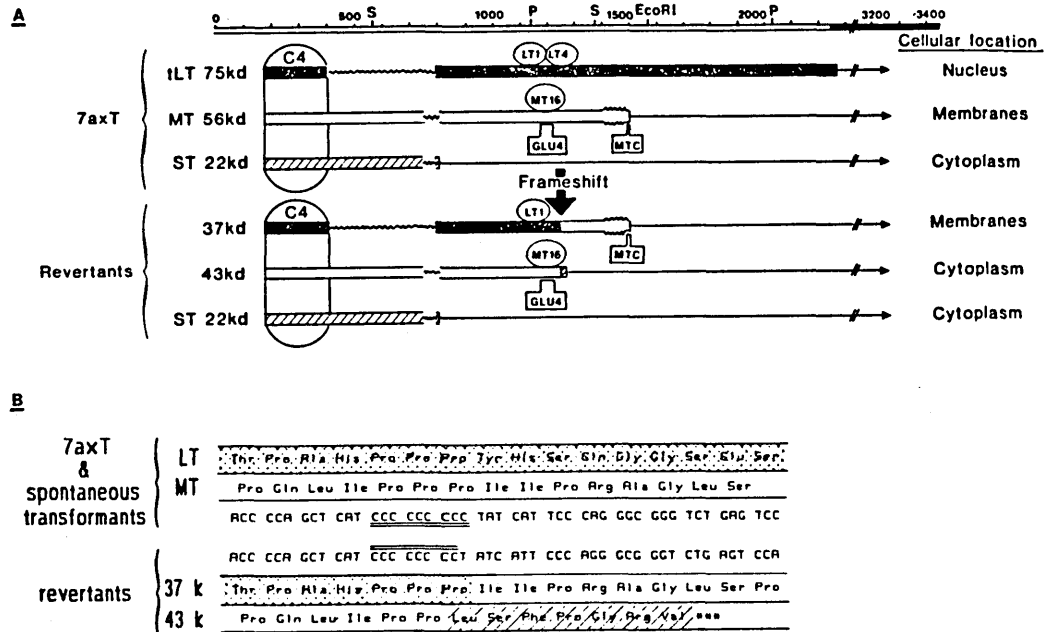 A
0 500 S 1000 P S 1500 EcoRI 2000 P 3200 3400
Cellular location
C4
LT1 LT4
7axT
tLT 75kd
Nucleus
MT16
MT 56kd
Membranes
GLU4
MTC
ST 22kd
Cytoplasm
Frameshift
C4
LT1
Revertants
37kd
Membranes
MT16
MTC
43kd
Cytoplasm
GLU4
ST 22kd
Cytoplasm
B
7axT
&
spontaneous
transformants
LT Thr Pro Ala His Pro Pro Pro Tyr His Ser Gln Gly Gly Ser Glu Ser
MT Pro Gln Leu Ile Pro Pro Pro Ile Ile Pro Arg Ala Gly Leu Ser
ACC CCA GCT CAT CCC CCC CCC TAT CAT TCC CAG GGC GGG TCT GAG TCC
revertants
ACC CCA GCT CAT CCC CCC CCT ATC ATT CCC AGG GCG GGT CTG AGT CCA
37 k Thr Pro Ala His Pro Pro Pro Ile Ile Pro Arg Ala Gly Leu Ser Pro
43 k Pro Gln Leu Ile Pro Pro Leu Ser Phe Pro Gly Arg Val ***